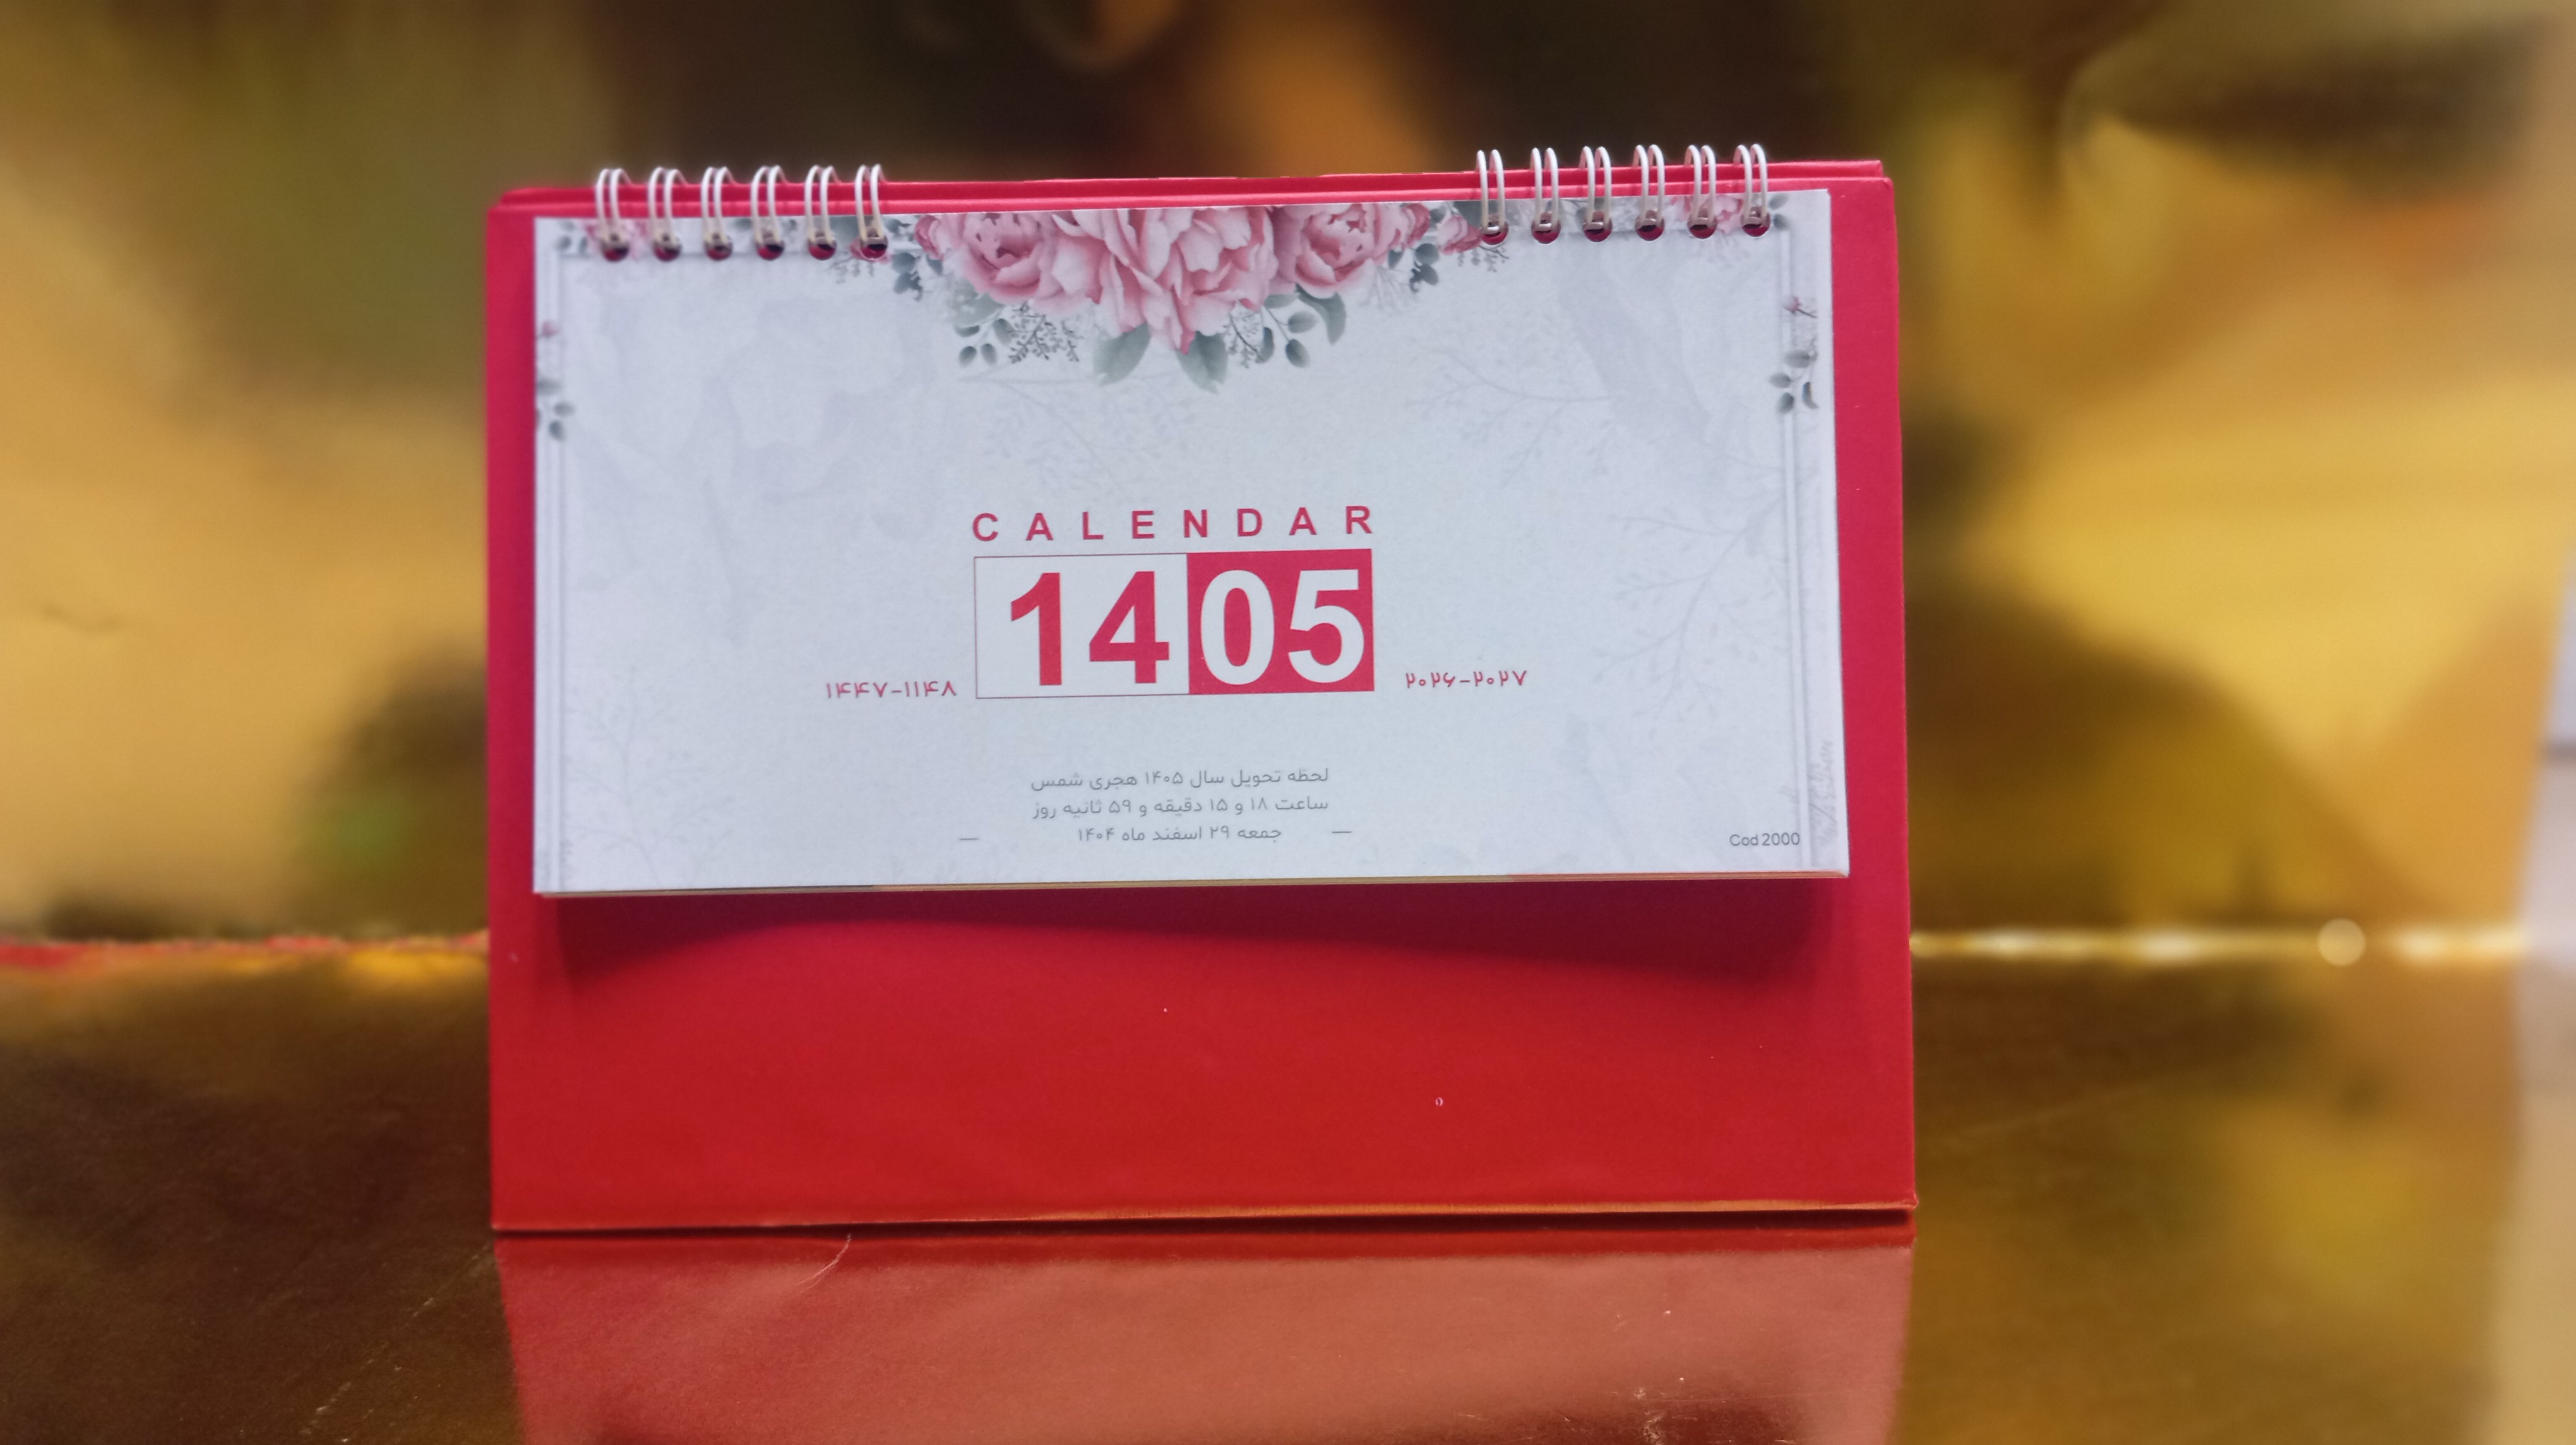 CALENDAR
1405
۱۴۴۷-۱۱۴۸
۲۰۲۶-۲۰۲۷
لحظه تحویل سال ۱۴۰۵ هجری شمس
ساعت ۱۸ و ۱۵ دقیقه و ۵۹ ثانیه روز
جمعه ۲۹ اسفند ماه ۱۴۰۴
Cod 2000